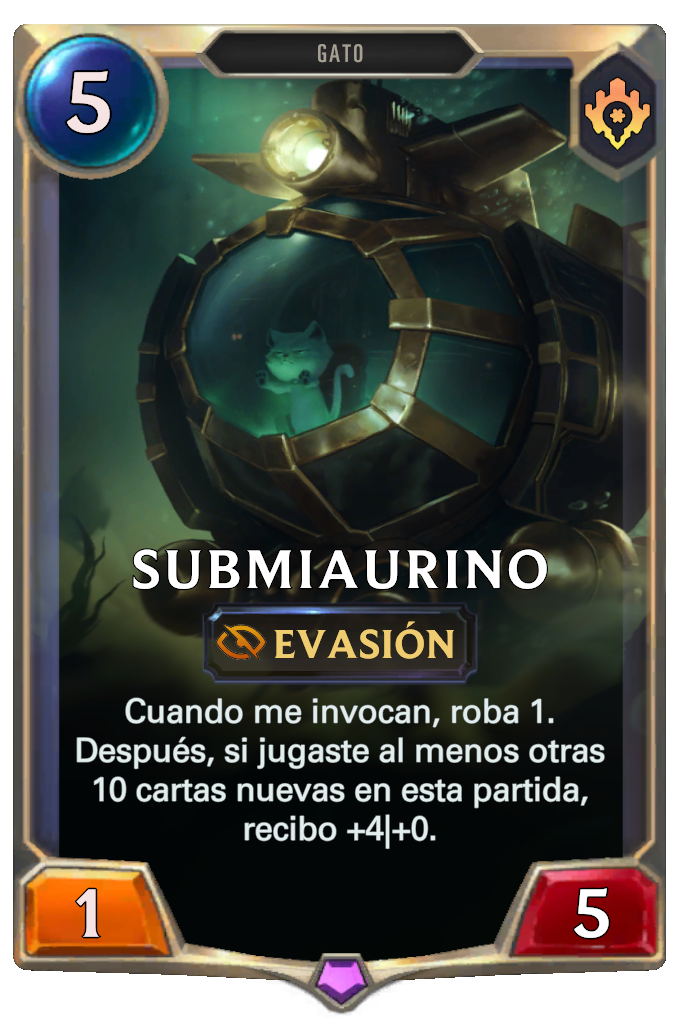 GATO
5
SUBMIAURINO
EVASIÓN
Cuando me invocan, roba 1.
Después, si jugaste al menos otras
10 cartas nuevas en esta partida,
recibo +4|+0.
1
5